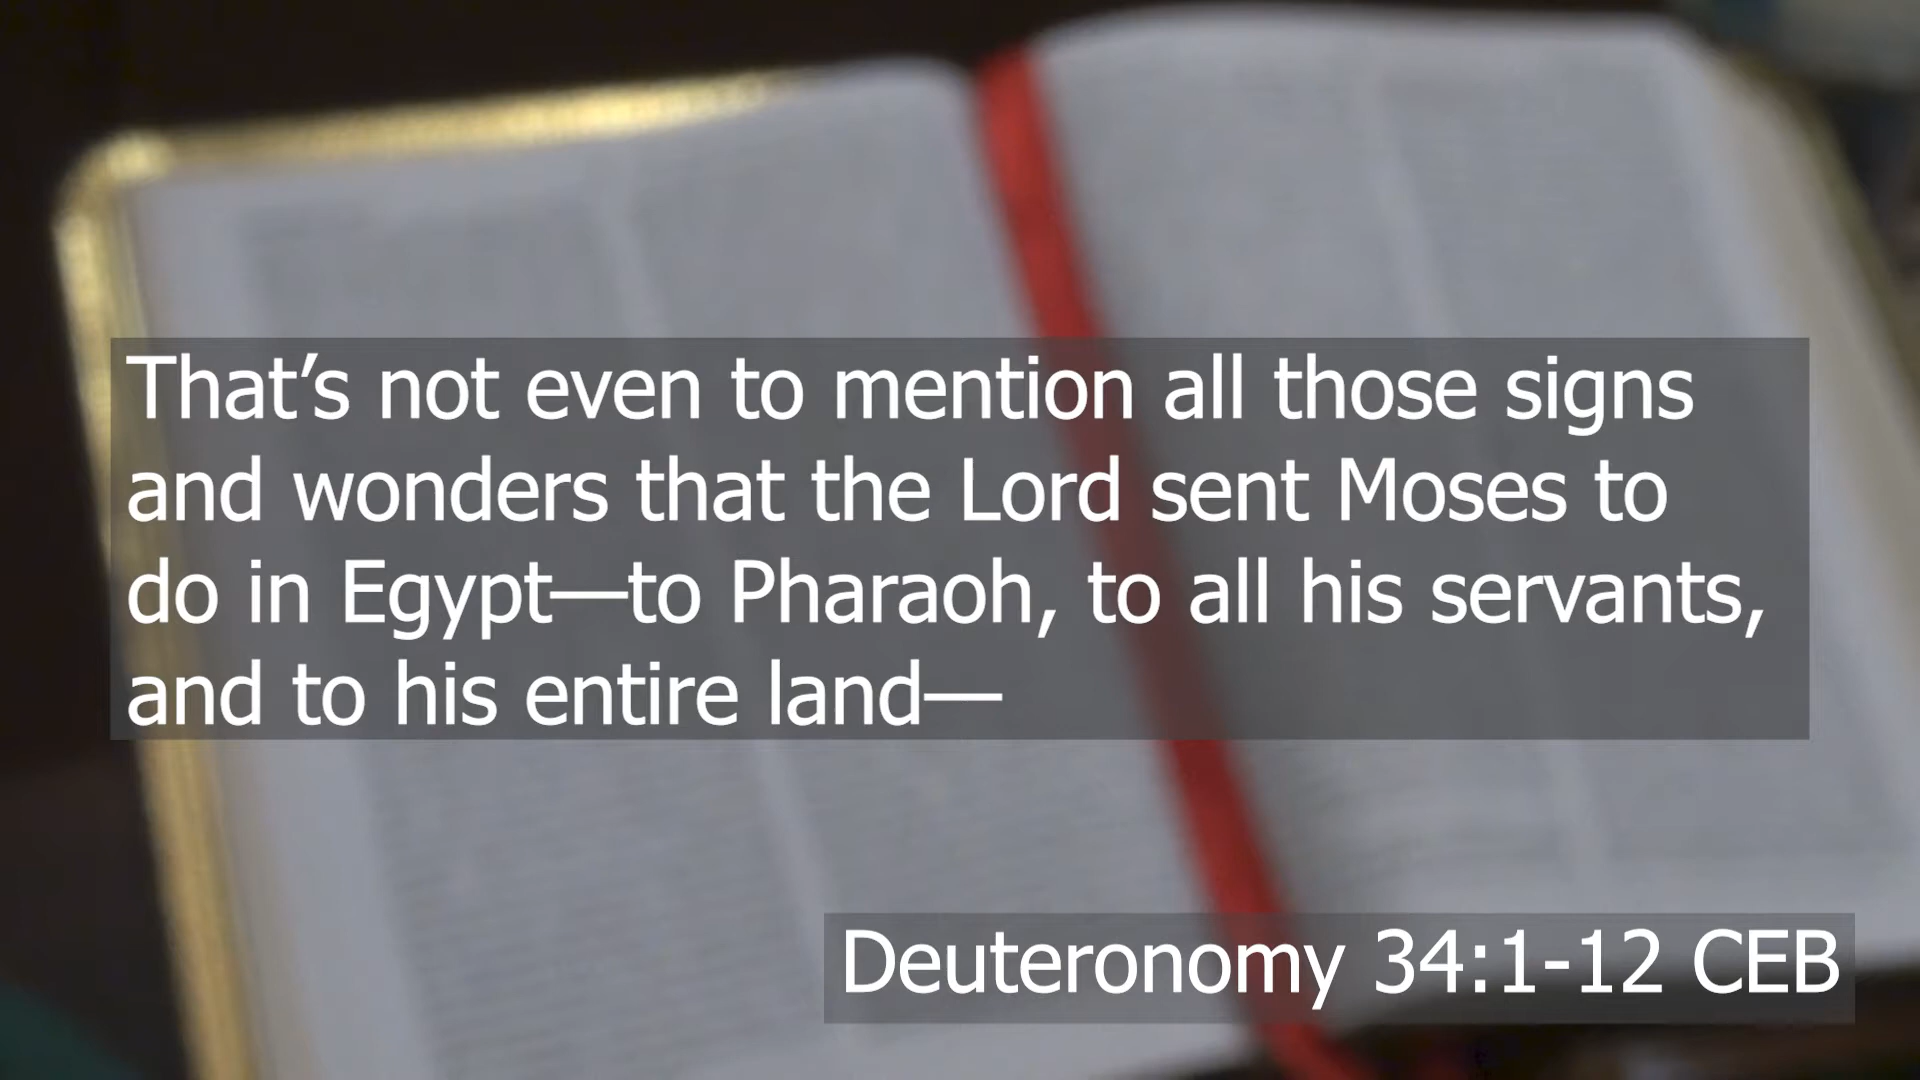 That’s not even to mention all those signs
and wonders that the Lord sent Moses to
do in Egypt—to Pharaoh, to all his servants,
and to his entire land—
Deuteronomy 34:1-12 CEB